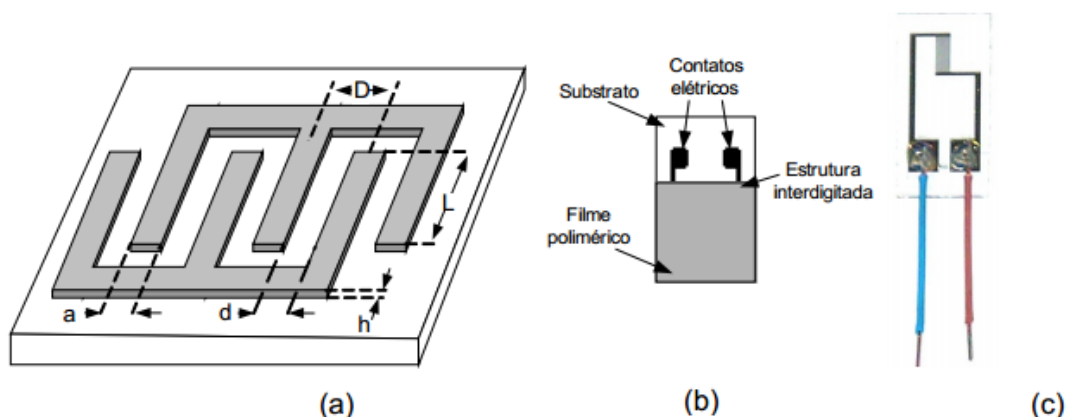 D
L
a
d
h
(a)
Contatos
elétricos
Substrato
Estrutura
interdigitada
Filme
polimérico
(b)
(c)